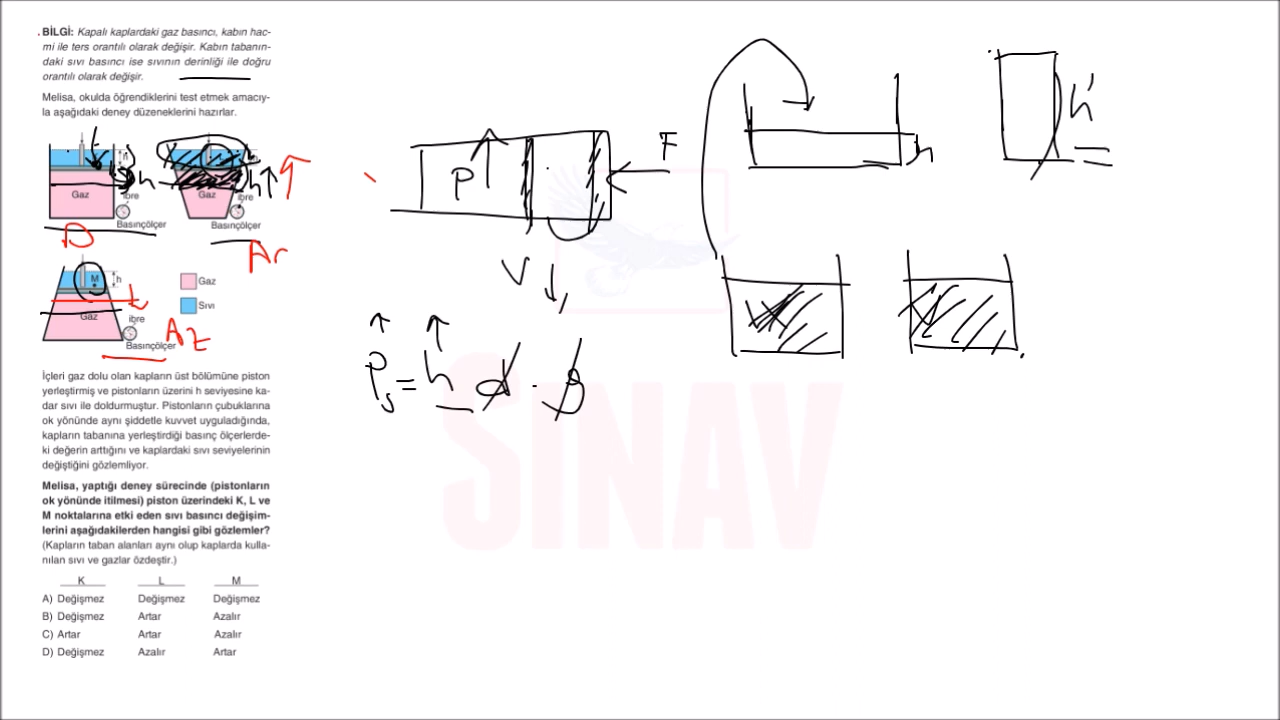 BİLGİ: Kapalı kaplardaki gaz basıncı, kabın hac-
mi ile ters orantılı olarak değişir. Kabın tabanın-
daki sıvı basıncı ise sıvının derinliği ile doğru
orantılı olarak değişir.
Melisa, okulda öğrendiklerini test etmek amacıy-
la aşağıdaki deney düzeneklerini hazırlar.
h h
Gaz ibre Gaz ibre
Basınçölçer Basınçölçer
D Ar
M h
Gaz
Sıvı
Gaz ibre
Basınçölçer
Az
İçleri gaz dolu olan kapların üst bölümüne piston
yerleştirmiş ve pistonların üzerini h seviyesine ka-
dar sıvı ile doldurmuştur. Pistonların çubuklarına
ok yönünde aynı şiddetle kuvvet uyguladığında,
kapların tabanına yerleştirdiği basınç ölçerlerde-
ki değerin arttığını ve kaplardaki sıvı seviyelerinin
değiştiğini gözlemliyor.
Melisa, yaptığı deney sürecinde (pistonların
ok yönünde itilmesi) piston üzerindeki K, L ve
M noktalarına etki eden sıvı basıncı değişim-
lerini aşağıdakilerden hangisi gibi gözlemler?
(Kapların taban alanları aynı olup kaplarda kulla-
nılan sıvı ve gazlar özdeştir.)
K L M
A) Değişmez Değişmez Değişmez
B) Değişmez Artar Azalır
C) Artar Artar Azalır
D) Değişmez Azalır Artar
P F
V
Ps = h d . g
h
h'
SINAV